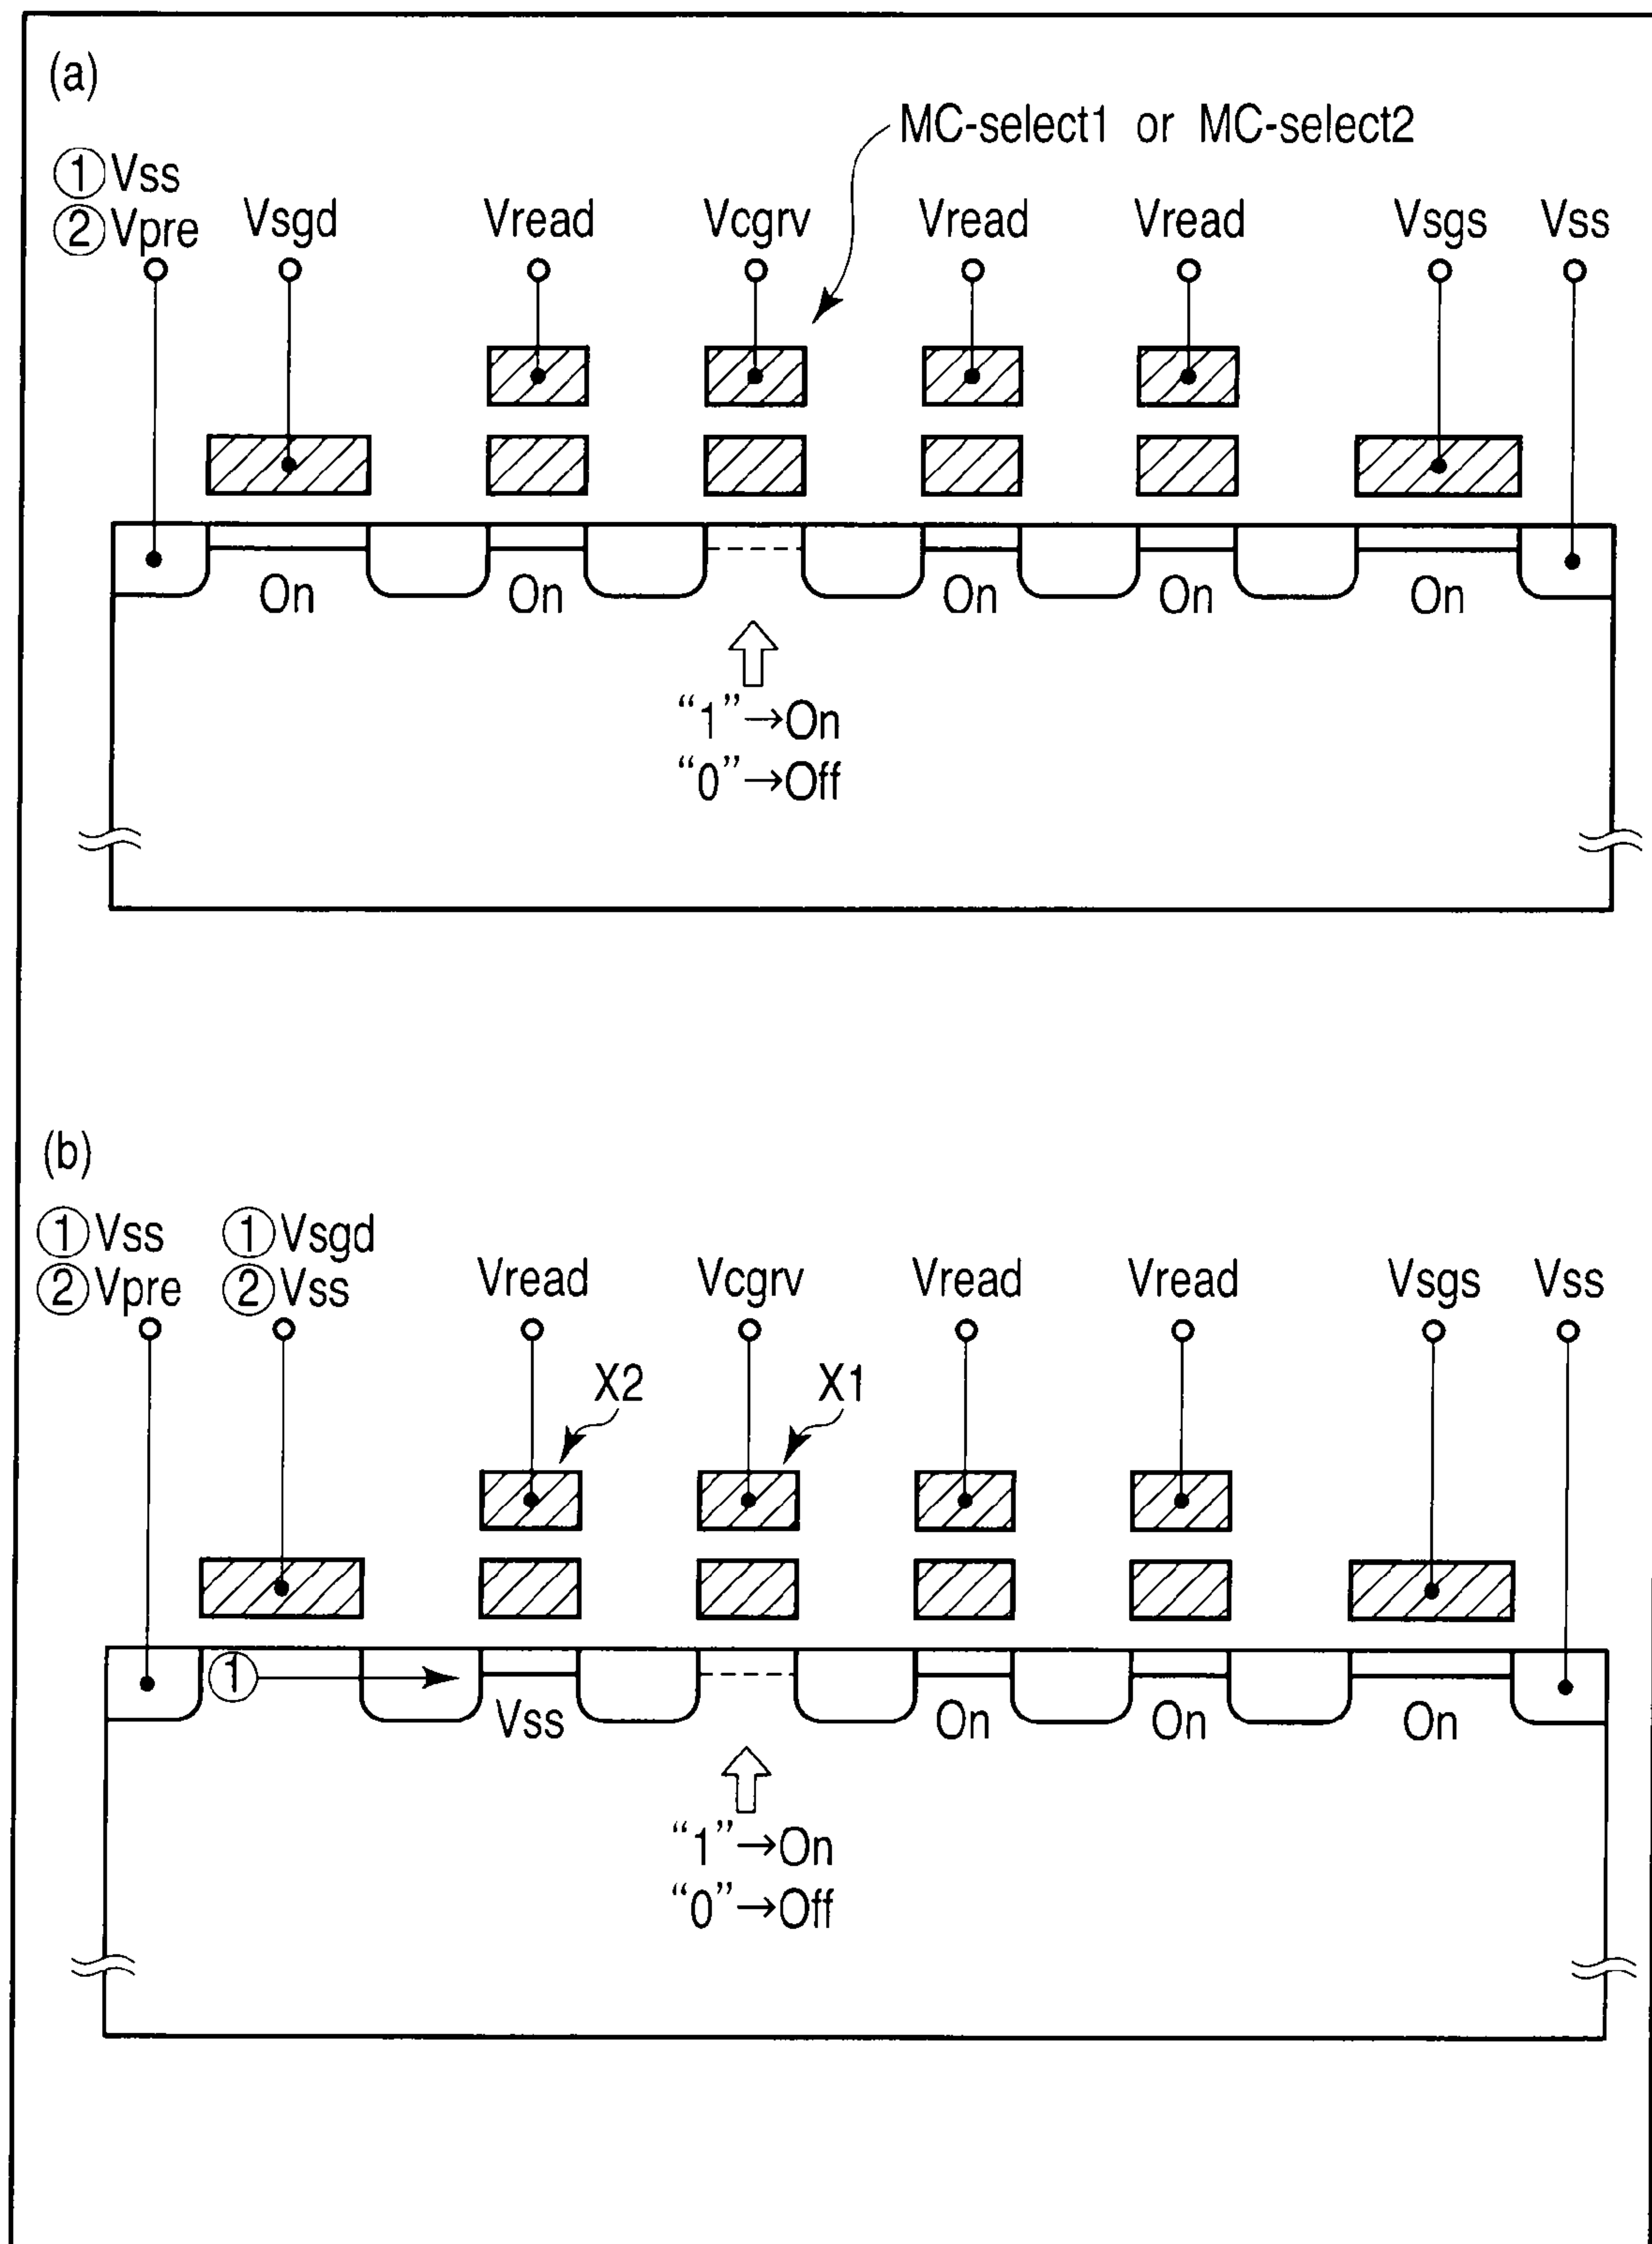 (a)
MC-select1 or MC-select2
①Vss
②Vpre Vsgd Vread Vcgrv Vread Vread Vsgs Vss
On On On On On
“1”→On
“0”→Off
(b)
①Vss ①Vsgd
②Vpre ②Vss Vread Vcgrv Vread Vread Vsgs Vss
X2 X1
①
Vss On On On
“1”→On
“0”→Off